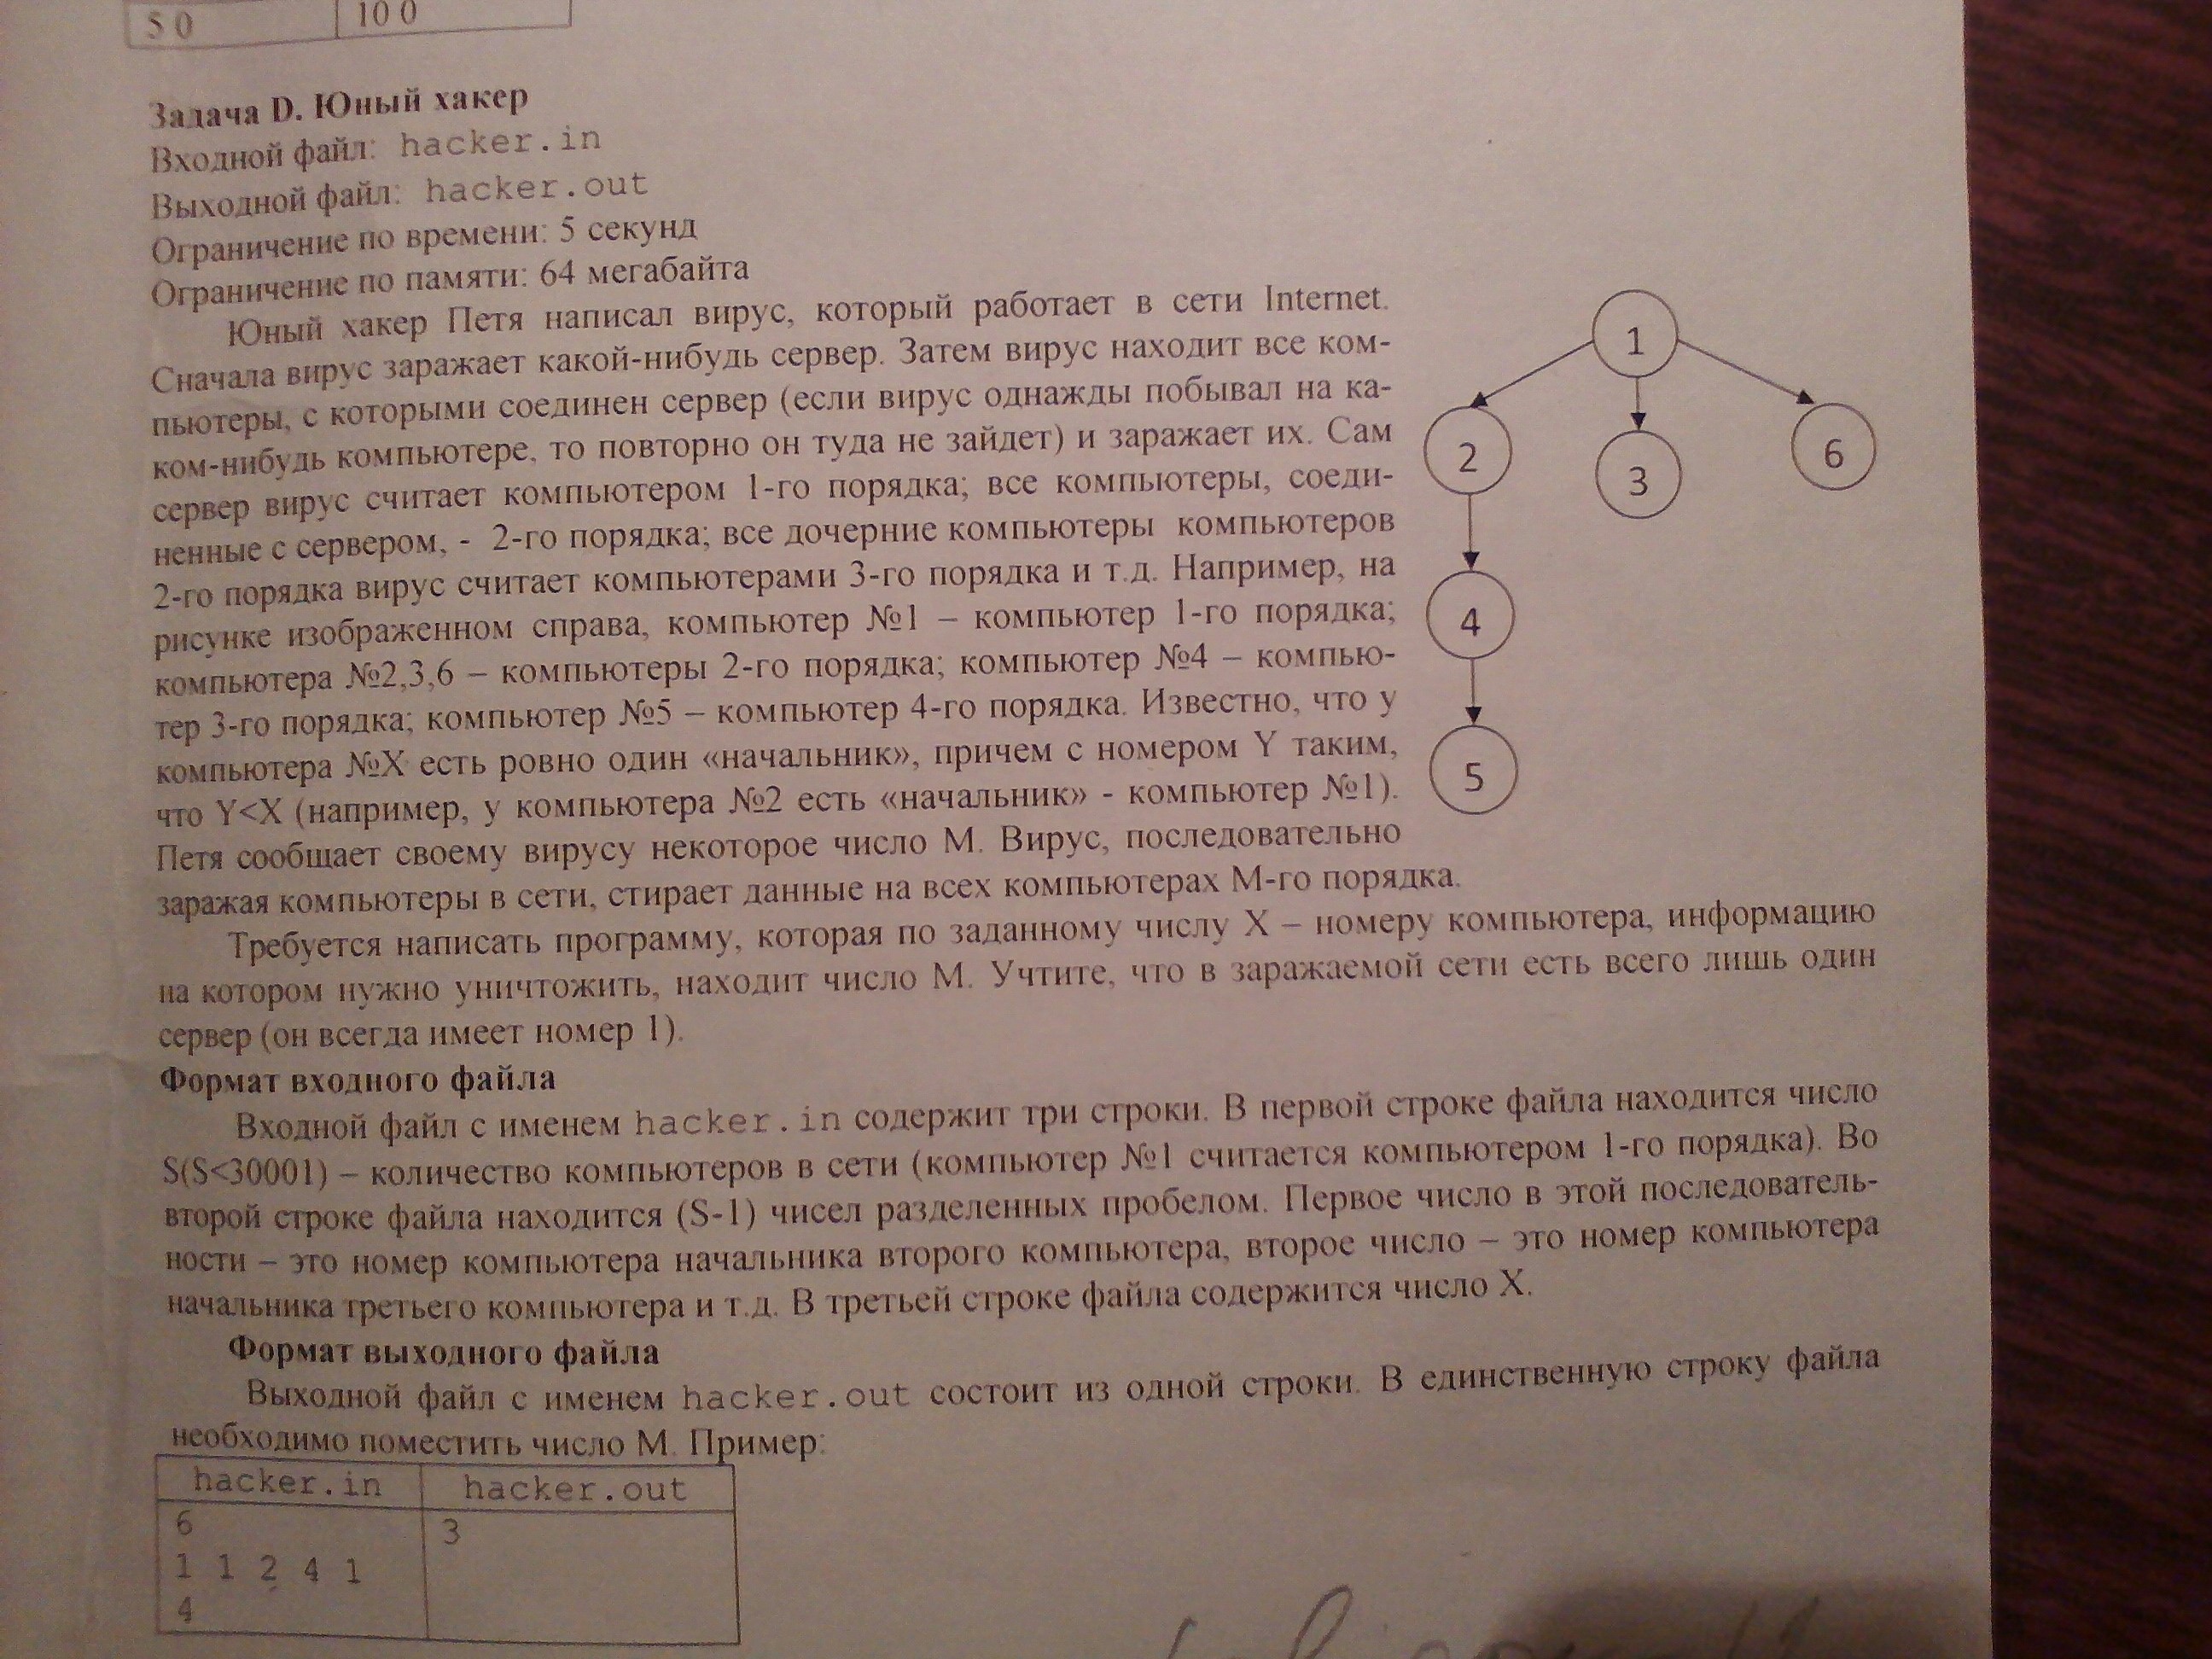 5 0 10 0
Задача D. Юный хакер
Входной файл: hacker.in
Выходной файл: hacker.out
Ограничение по времени: 5 секунд
Ограничение по памяти: 64 мегабайта
Юный хакер Петя написал вирус, который работает в сети Internet.
Сначала вирус заражает какой-нибудь сервер. Затем вирус находит все ком-
пьютеры, с которыми соединен сервер (если вирус однажды побывал на ка-
ком-нибудь компьютере, то повторно он туда не зайдет) и заражает их. Сам
сервер вирус считает компьютером 1-го порядка; все компьютеры, соеди-
ненные с сервером, - 2-го порядка; все дочерние компьютеры компьютеров
2-го порядка вирус считает компьютерами 3-го порядка и т.д. Например, на
рисунке изображенном справа, компьютер №1 – компьютер 1-го порядка;
компьютера №2,3,6 – компьютеры 2-го порядка; компьютер №4 – компью-
тер 3-го порядка; компьютер №5 – компьютер 4-го порядка. Известно, что у
компьютера №X есть ровно один «начальник», причем с номером Y таким,
что Y<X (например, у компьютера №2 есть «начальник» - компьютер №1).
Петя сообщает своему вирусу некоторое число М. Вирус, последовательно
заражая компьютеры в сети, стирает данные на всех компьютерах М-го порядка.
1
2
3
6
4
5
Требуется написать программу, которая по заданному числу X – номеру компьютера, информацию
на котором нужно уничтожить, находит число М. Учтите, что в заражаемой сети есть всего лишь один
сервер (он всегда имеет номер 1).
Формат входного файла
Входной файл с именем hacker.in содержит три строки. В первой строке файла находится число
S(S<30001) – количество компьютеров в сети (компьютер №1 считается компьютером 1-го порядка). Во
второй строке файла находится (S-1) чисел разделенных пробелом. Первое число в этой последователь-
ности – это номер компьютера начальника второго компьютера, второе число – это номер компьютера
начальника третьего компьютера и т.д. В третьей строке файла содержится число X.
Формат выходного файла
Выходной файл с именем hacker.out состоит из одной строки. В единственную строку файла
необходимо поместить число М. Пример:
hacker.in hacker.out
6 3
1 1 2 4 1
4